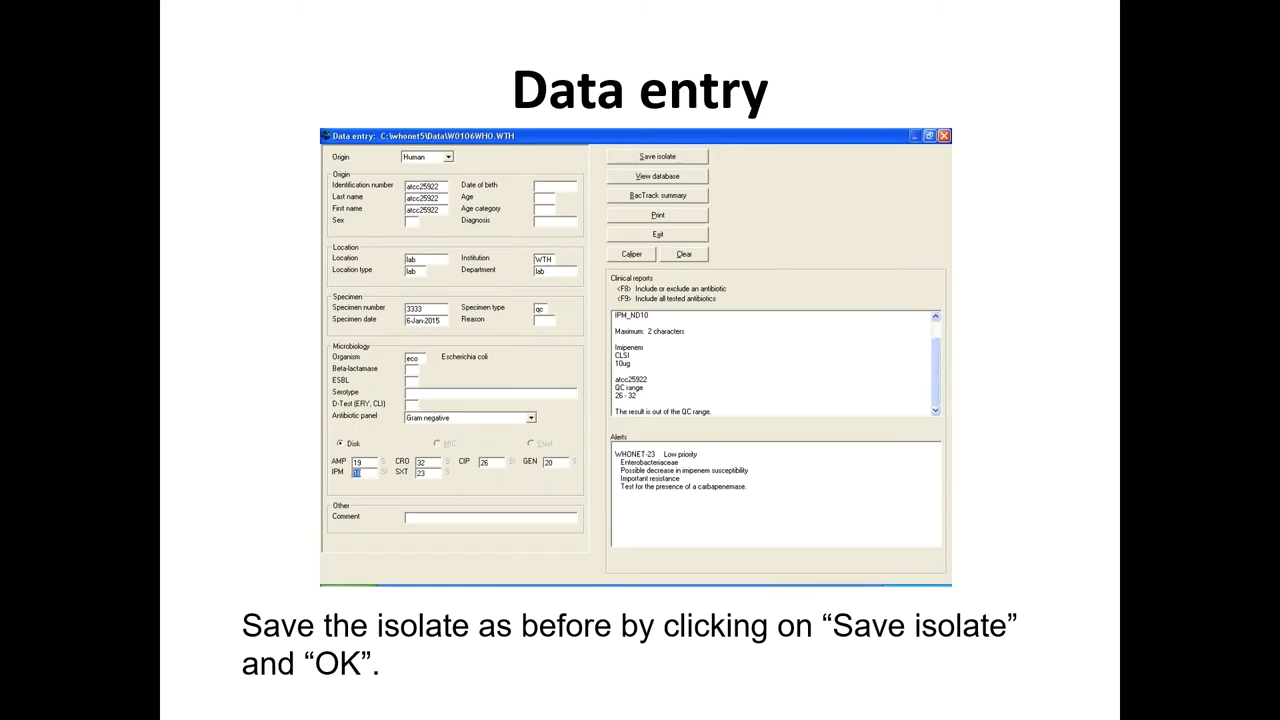 Data entry
Data entry: C:\whonet5\Data\W0106WHO.WTH
Origin Human
Origin
Identification number atcc25922 Date of birth
Last name atcc25922 Age
First name atcc25922 Age category
Sex Diagnosis
Location
Location lab Institution WTH
Location type lab Department lab
Specimen
Specimen number 3333 Specimen type qc
Specimen date 6-Jan-2015 Reason
Microbiology
Organism eco Escherichia coli
Beta-lactamase
ESBL
Serotype
D-Test (ERY, CLI)
Antibiotic panel Gram negative
Disk MIC Etest
AMP 19 S CRO 32 S CIP 26 SI GEN 20 S
IPM SI SXT 23 S
Other
Comment
Save isolate
View database
BacTrack summary
Print
Exit
Caliper Clear
Clinical reports
<F8> Include or exclude an antibiotic
<F9> Include all tested antibiotics
IPM_ND10
Maximum: 2 characters
Imipenem
CLSI
10ug
atcc25922
QC range
26 - 32
The result is out of the QC range.
Alerts
WHONET-23 Low priority
Enterobacteriaceae
Possible decrease in imipenem susceptibility
Important resistance
Test for the presence of a carbapenemase.
Save the isolate as before by clicking on “Save isolate”
and “OK”.